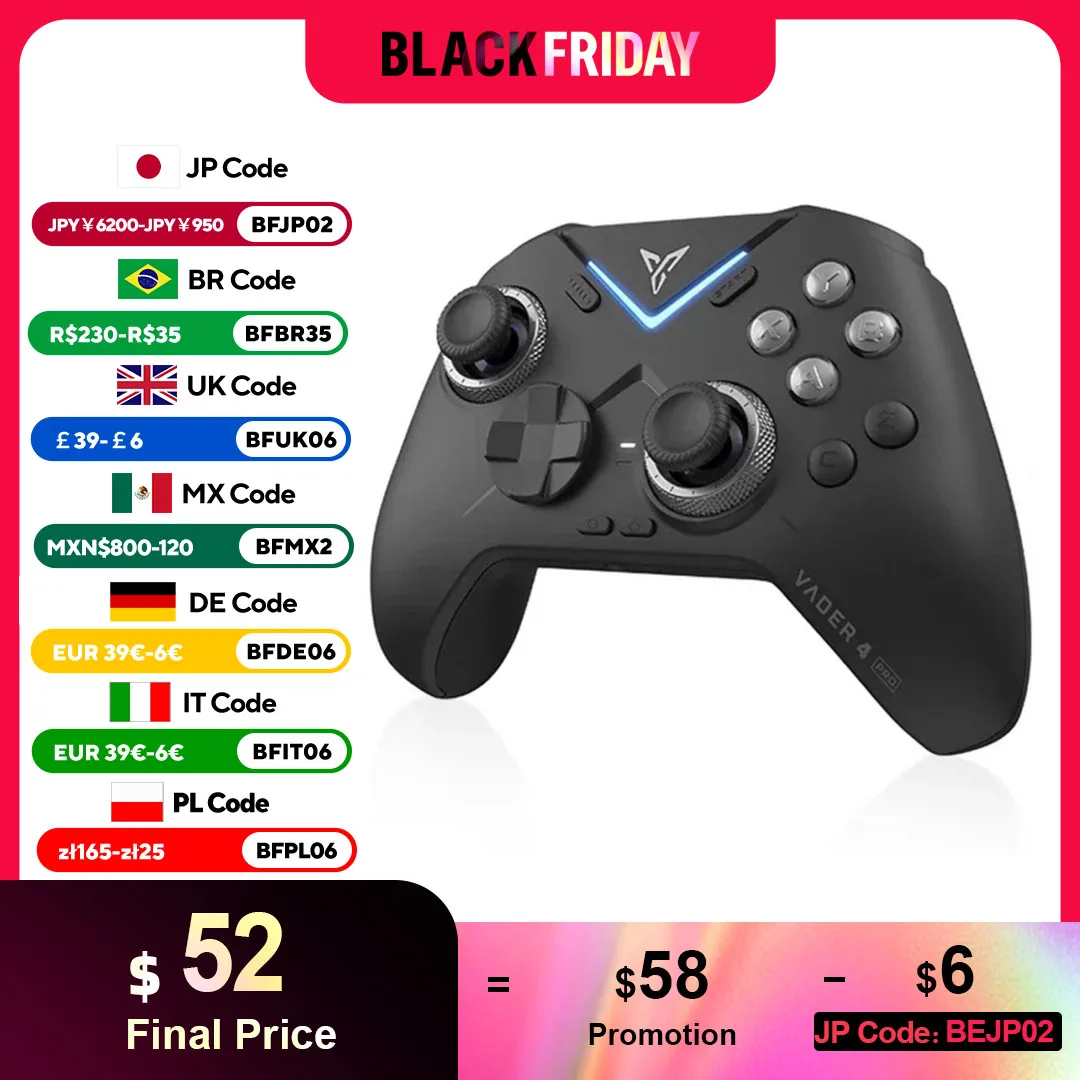 BLACK FRIDAY
JP Code
JPY¥6200-JPY¥950 BFJP02
BR Code
R$230-R$35 BFBR35
UK Code
£39-£6 BFUK06
MX Code
MXN$800-120 BFMX2
DE Code
EUR 39€-6€ BFDE06
IT Code
EUR 39€-6€ BFIT06
PL Code
zł165-zł25 BFPL06
START
Y
X
B
A
Z
C
VADER 4 PRO
$ 52 = $58 - $6
Final Price Promotion JP Code: BEJP02